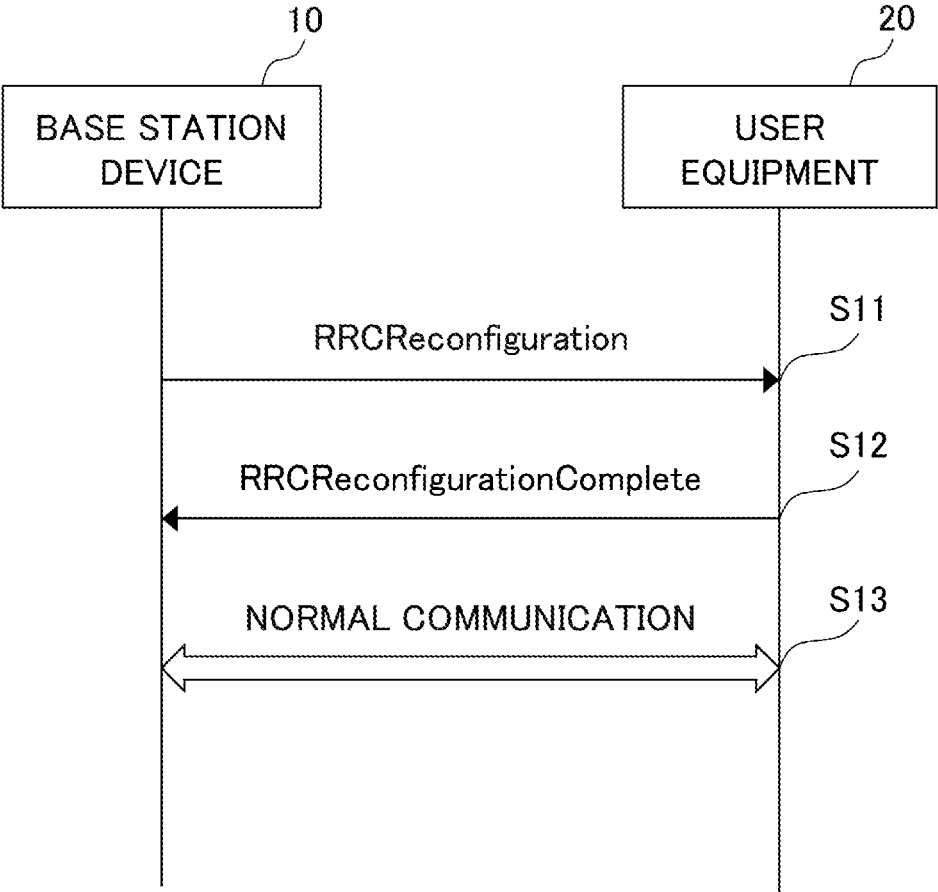 10
20
BASE STATION
DEVICE
USER
EQUIPMENT
S11
RRCReconfiguration
S12
RRCReconfigurationComplete
S13
NORMAL COMMUNICATION